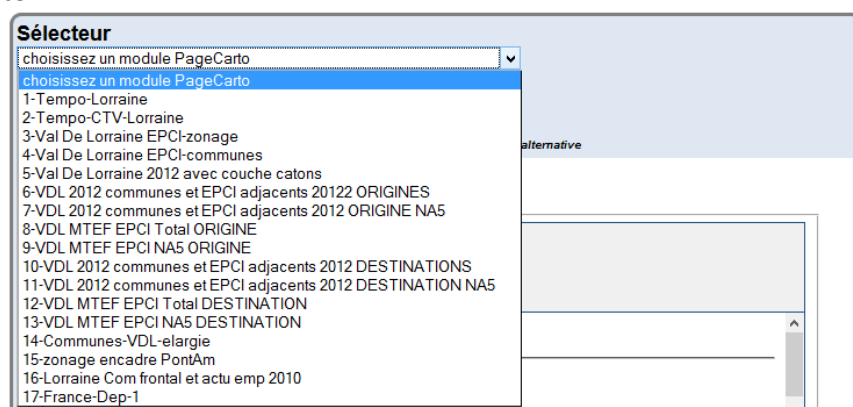 Sélecteur
choisissez un module PageCarto
choisissez un module PageCarto
1-Tempo-Lorraine
2-Tempo-CTV-Lorraine
3-Val De Lorraine EPCI-zonage
4-Val De Lorraine EPCI-communes
alternative
5-Val De Lorraine 2012 avec couche catons
6-VDL 2012 communes et EPCI adjacents 20122 ORIGINES
7-VDL 2012 communes et EPCI adjacents 2012 ORIGINE NA5
8-VDL MTEF EPCI Total ORIGINE
9-VDL MTEF EPCI NA5 ORIGINE
10-VDL 2012 communes et EPCI adjacents 2012 DESTINATIONS
11-VDL 2012 communes et EPCI adjacents 2012 DESTINATION NA5
12-VDL MTEF EPCI Total DESTINATION
13-VDL MTEF EPCI NA5 DESTINATION
14-Communes-VDL-elargie
15-zonage encadre PontAm
16-Lorraine Com frontal et actu emp 2010
17-France-Dep-1